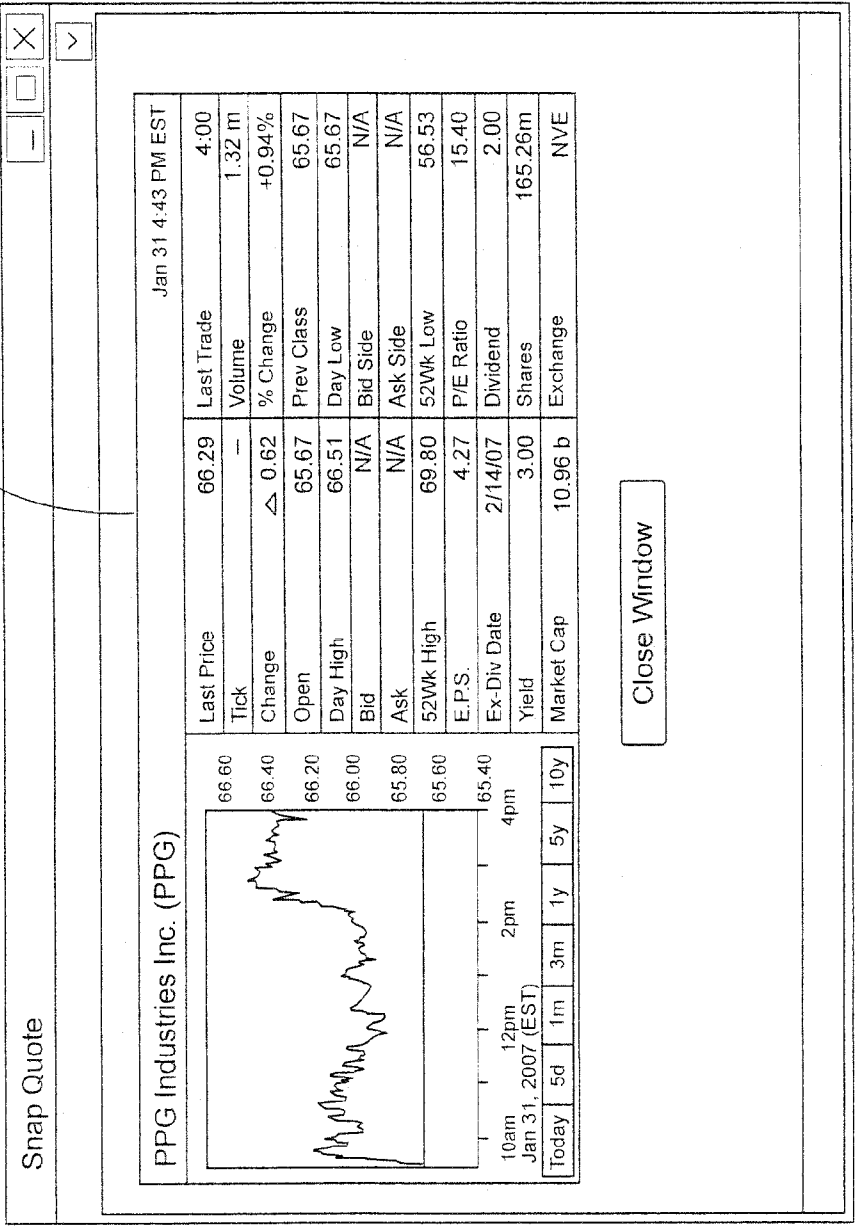 Snap Quote
PPG Industries Inc. (PPG) Jan 31 4:43 PM EST
66.60
66.40
66.20
66.00
65.80
65.60
65.40
10am 12pm 2pm 4pm
Jan 31, 2007 (EST)
Today 5d 1m 3m 1y 5y 10y
Last Price 66.29 Last Trade 4:00
Tick – Volume 1.32 m
Change △ 0.62 % Change +0.94%
Open 65.67 Prev Class 65.67
Day High 66.51 Day Low 65.67
Bid N/A Bid Side N/A
Ask N/A Ask Side N/A
52Wk High 69.80 52Wk Low 56.53
E.P.S. 4.27 P/E Ratio 15.40
Ex-Div Date 2/14/07 Dividend 2.00
Yield 3.00 Shares 165.26m
Market Cap 10.96 b Exchange NVE
Close Window